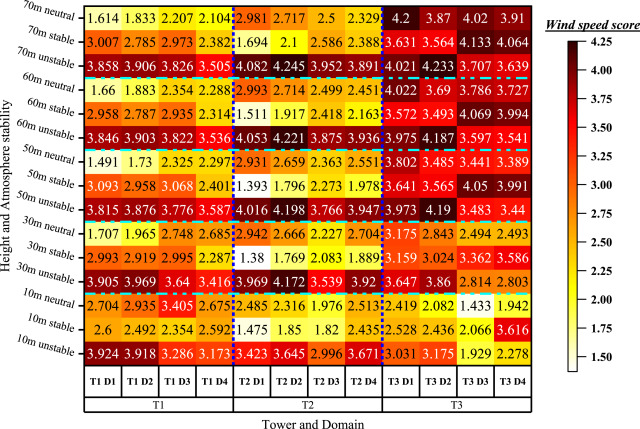 Wind speed score
Height and Atmosphere stability
70m neutral 1.614 1.833 2.207 2.104 2.981 2.717 2.5 2.329 4.2 3.87 4.02 3.91
70m stable 3.007 2.785 2.973 2.382 1.694 2.1 2.586 2.388 3.631 3.564 4.133 4.064
70m unstable 3.858 3.906 3.826 3.505 4.082 4.245 3.952 3.891 4.021 4.233 3.707 3.639
60m neutral 1.66 1.883 2.354 2.288 2.993 2.714 2.499 2.451 4.022 3.69 3.786 3.727
60m stable 2.958 2.787 2.935 2.314 1.511 1.917 2.418 2.163 3.572 3.493 4.069 3.994
60m unstable 3.846 3.903 3.822 3.536 4.053 4.221 3.875 3.936 3.975 4.187 3.597 3.541
50m neutral 1.491 1.73 2.325 2.297 2.931 2.659 2.363 2.551 3.802 3.485 3.441 3.389
50m stable 3.093 2.958 3.068 2.401 1.393 1.796 2.273 1.978 3.641 3.565 4.05 3.991
50m unstable 3.815 3.876 3.776 3.587 4.016 4.198 3.766 3.947 3.973 4.19 3.483 3.44
30m neutral 1.707 1.965 2.748 2.685 2.942 2.666 2.227 2.704 3.175 2.843 2.494 2.493
30m stable 2.993 2.919 2.995 2.287 1.38 1.769 2.083 1.889 3.159 3.024 3.362 3.586
30m unstable 3.905 3.969 3.64 3.416 3.969 4.172 3.539 3.92 3.647 3.86 2.814 2.803
10m neutral 2.704 2.935 3.405 2.675 2.485 2.316 1.976 2.513 2.419 2.082 1.433 1.942
10m stable 2.6 2.492 2.354 2.592 1.475 1.85 1.82 2.435 2.528 2.436 2.066 3.616
10m unstable 3.924 3.918 3.286 3.173 3.423 3.645 2.996 3.671 3.031 3.175 1.929 2.278
T1 D1 T1 D2 T1 D3 T1 D4 T2 D1 T2 D2 T2 D3 T2 D4 T3 D1 T3 D2 T3 D3 T3 D4
T1 T2 T3
Tower and Domain
4.25
4.00
3.75
3.50
3.25
3.00
2.75
2.50
2.25
2.00
1.75
1.50